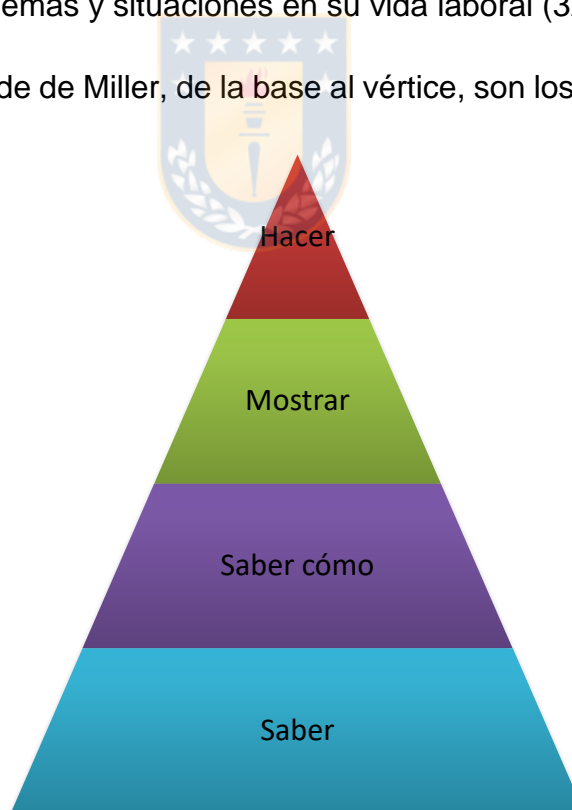 emas y situaciones en su vida laboral (3
de de Miller, de la base al vértice, son los
Hacer
Mostrar
Saber cómo
Saber